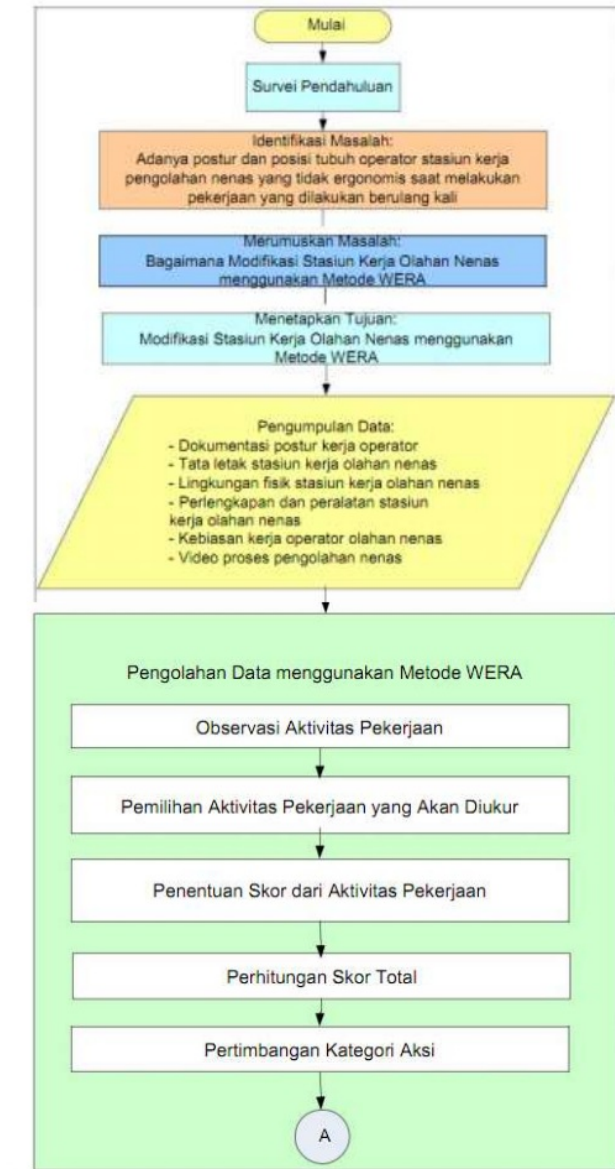 Mulai
Survei Pendahuluan
Identifikasi Masalah:
Adanya postur dan posisi tubuh operator stasiun kerja
pengolahan nenas yang tidak ergonomis saat melakukan
pekerjaan yang dilakukan berulang kali
Merumuskan Masalah:
Bagaimana Modifikasi Stasiun Kerja Olahan Nenas
menggunakan Metode WERA
Menetapkan Tujuan:
Modifikasi Stasiun Kerja Olahan Nenas menggunakan
Metode WERA
Pengumpulan Data:
- Dokumentasi postur kerja operator
- Tata letak stasiun kerja olahan nenas
- Lingkungan fisik stasiun kerja olahan nenas
- Perlengkapan dan peralatan stasiun
kerja olahan nenas
- Kebiasan kerja operator olahan nenas
- Video proses pengolahan nenas
Pengolahan Data menggunakan Metode WERA
Observasi Aktivitas Pekerjaan
Pemilihan Aktivitas Pekerjaan yang Akan Diukur
Penentuan Skor dari Aktivitas Pekerjaan
Perhitungan Skor Total
Pertimbangan Kategori Aksi
A